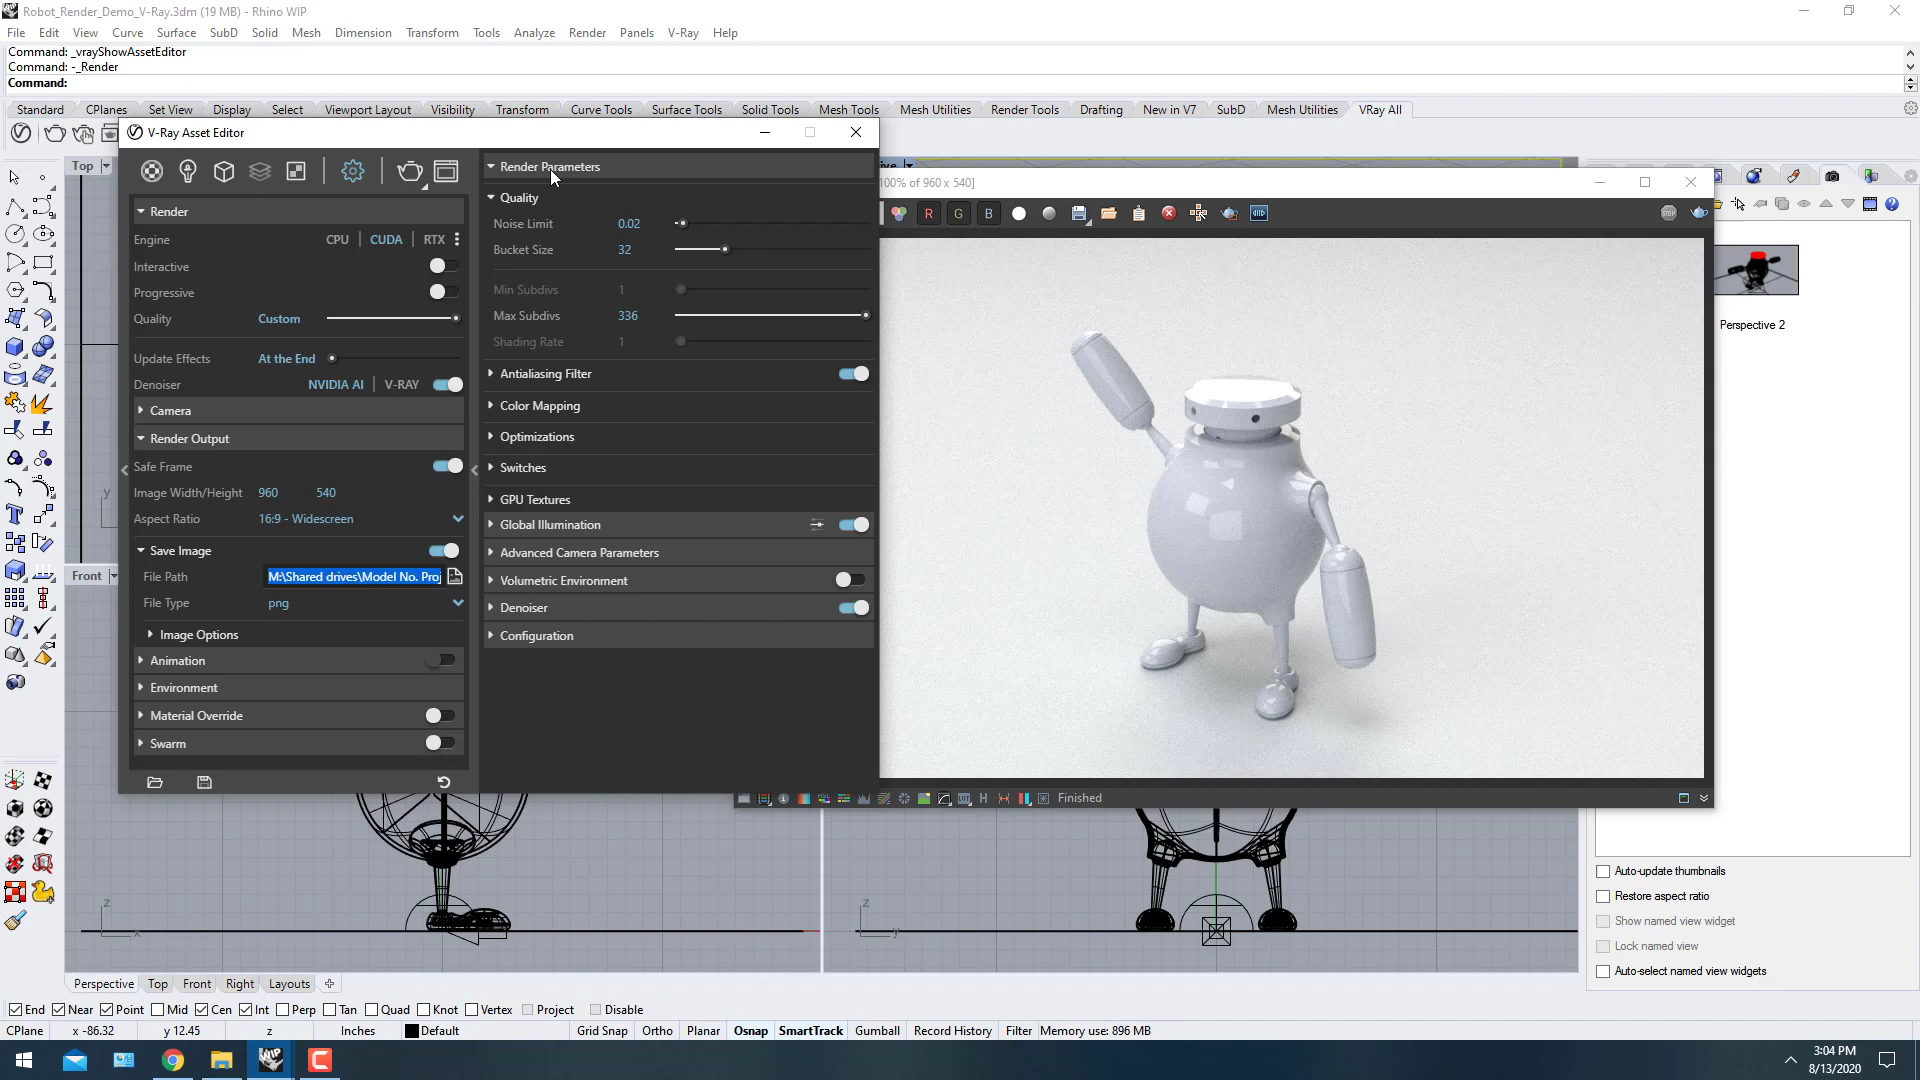 Robot_Render_Demo_V-Ray.3dm (19 MB) - Rhino WIP
File Edit View Curve Surface SubD Solid Mesh Dimension Transform Tools Analyze Render Panels V-Ray Help
Command: _vrayShowAssetEditor
Command: -_Render
Command:
Standard CPlanes Set View Display Select Viewport Layout Visibility Transform Curve Tools Surface Tools Solid Tools Mesh Tools Mesh Utilities Render Tools Drafting New in V7 SubD Mesh Utilities VRay All
V-Ray Asset Editor
Top
Render
Engine CPU CUDA RTX
Interactive
Progressive
Quality Custom
Update Effects At the End
Denoiser NVIDIA AI V-RAY
Camera
Render Output
Safe Frame
Image Width/Height 960 540
Aspect Ratio 16:9 - Widescreen
Save Image
File Path M:\Shared drives\Model No. Proj
File Type png
Image Options
Animation
Environment
Material Override
Swarm
Render Parameters
Quality
Noise Limit 0.02
Bucket Size 32
Min Subdivs 1
Max Subdivs 336
Shading Rate 1
Antialiasing Filter
Color Mapping
Optimizations
Switches
GPU Textures
Global Illumination
Advanced Camera Parameters
Volumetric Environment
Denoiser
Configuration
100% of 960 x 540]
R G B
STOP
Finished
Perspective 2
Front
y
z
x
z
y
Auto-update thumbnails
Restore aspect ratio
Show named view widget
Lock named view
Auto-select named view widgets
Perspective Top Front Right Layouts
End Near Point Mid Cen Int Perp Tan Quad Knot Vertex Project Disable
CPlane x -86.32 y 12.45 z Inches Default Grid Snap Ortho Planar Osnap SmartTrack Gumball Record History Filter Memory use: 896 MB
3:04 PM
8/13/2020